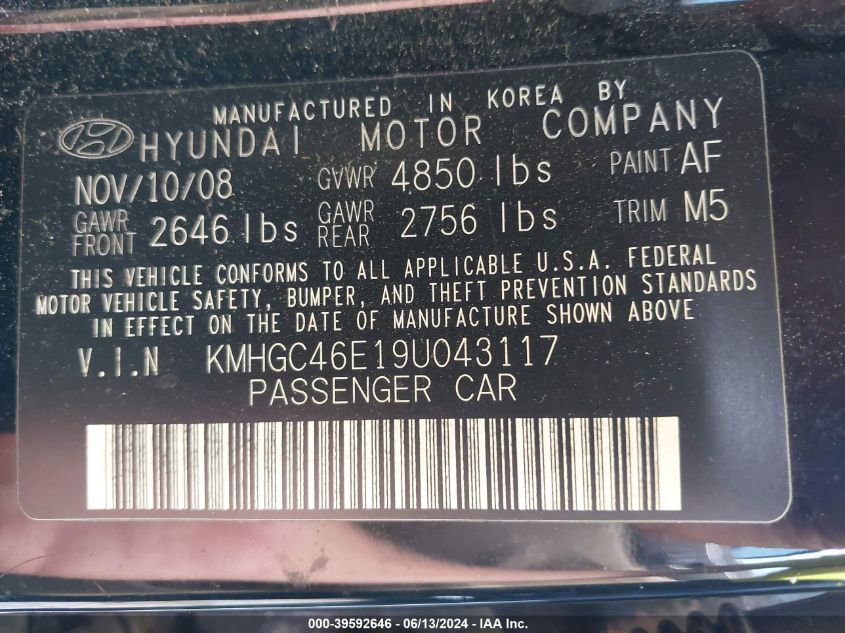 MANUFACTURED IN KOREA BY
HYUNDAI MOTOR COMPANY
NOV/10/08 GVWR 4850 lbs PAINT AF
GAWR FRONT 2646 lbs GAWR REAR 2756 lbs TRIM M5
THIS VEHICLE CONFORMS TO ALL APPLICABLE U.S.A. FEDERAL
MOTOR VEHICLE SAFETY, BUMPER, AND THEFT PREVENTION STANDARDS
IN EFFECT ON THE DATE OF MANUFACTURE SHOWN ABOVE
V.I.N KMHGC46E19U043117
PASSENGER CAR
000-39592646 - 06/13/2024 - IAA Inc.